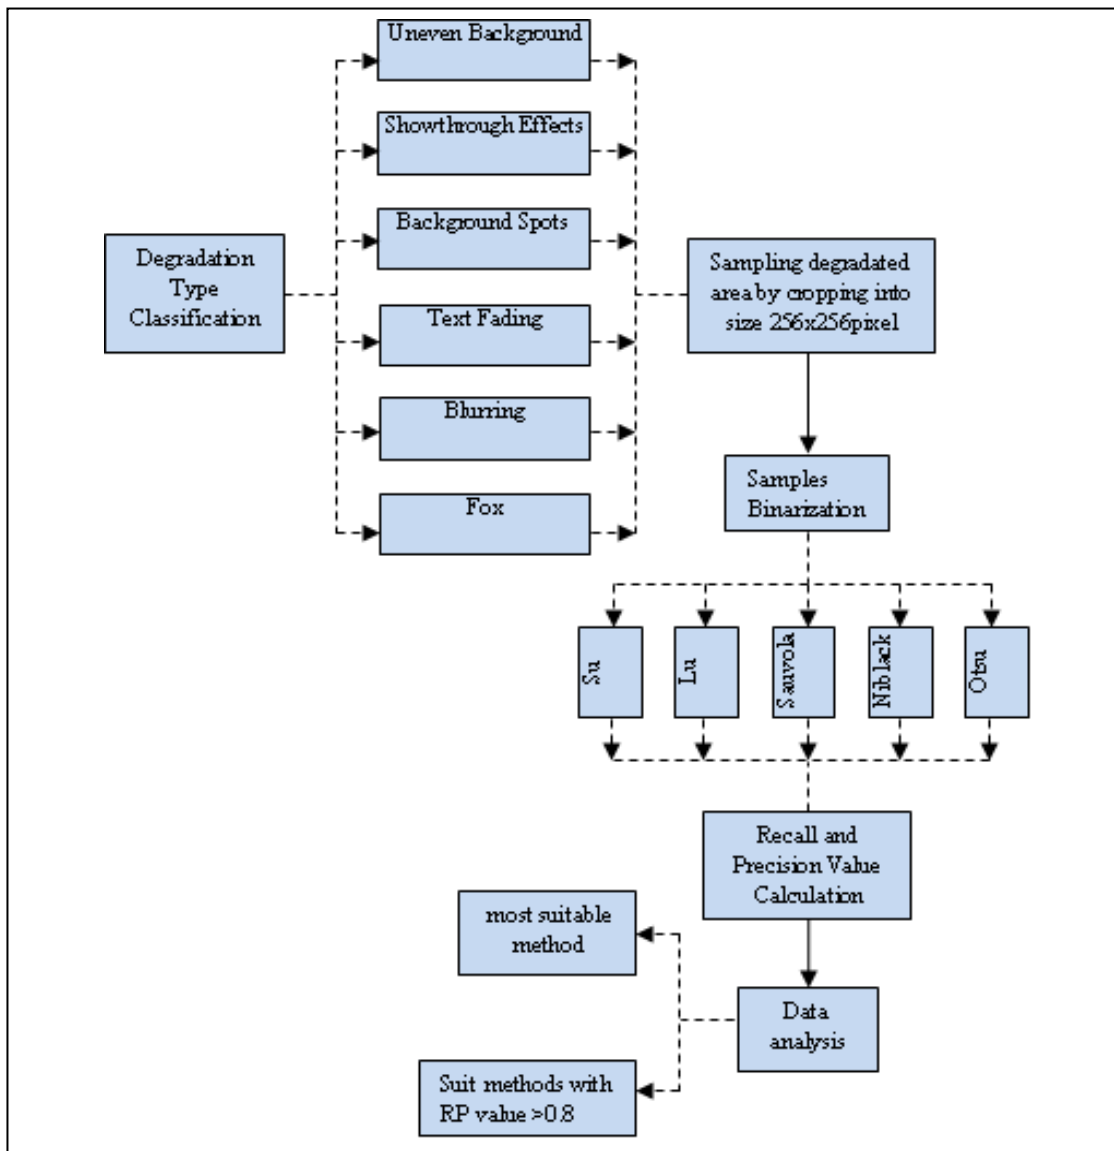 Uneven Background
Showthrough Effects
Background Spots
Degradation
Type
Classification
Text Fading
Blurring
Fox
Sampling degradated
area by cropping into
size 256x256pixel
Samples
Binarization
Su
Lu
Sauvola
Niblack
Otsu
Recall and
Precision Value
Calculation
most suitable
method
Data
analysis
Suit methods with
RP value >0.8